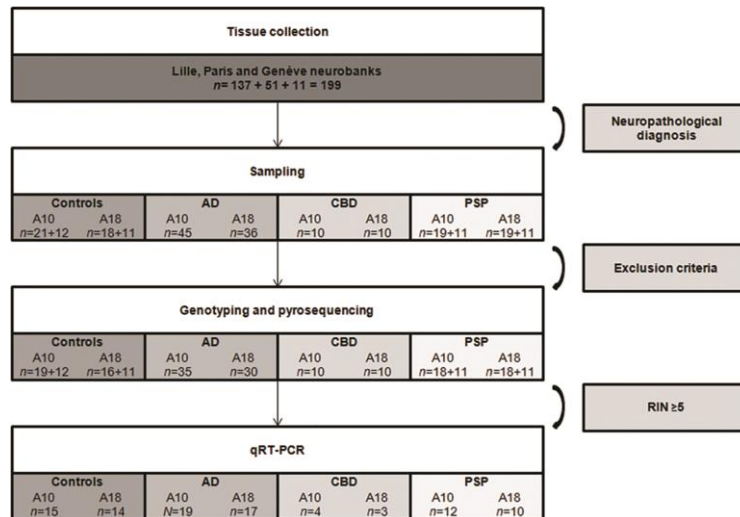 Tissue collection
Lille, Paris and Genève neurobanks
n= 137 + 51 + 11 = 199
Neuropathological
diagnosis
Sampling
Controls AD CBD PSP
A10 A18 A10 A18 A10 A18 A10 A18
n=21+12 n=18+11 n=45 n=36 n=10 n=10 n=19+11 n=19+11
Exclusion criteria
Genotyping and pyrosequencing
Controls AD CBD PSP
A10 A18 A10 A18 A10 A18 A10 A18
n=19+12 n=16+11 n=35 n=30 n=10 n=10 n=18+11 n=18+11
RIN ≥5
qRT-PCR
Controls AD CBD PSP
A10 A18 A10 A18 A10 A18 A10 A18
n=15 n=14 N=19 n=17 n=4 n=3 n=12 n=10